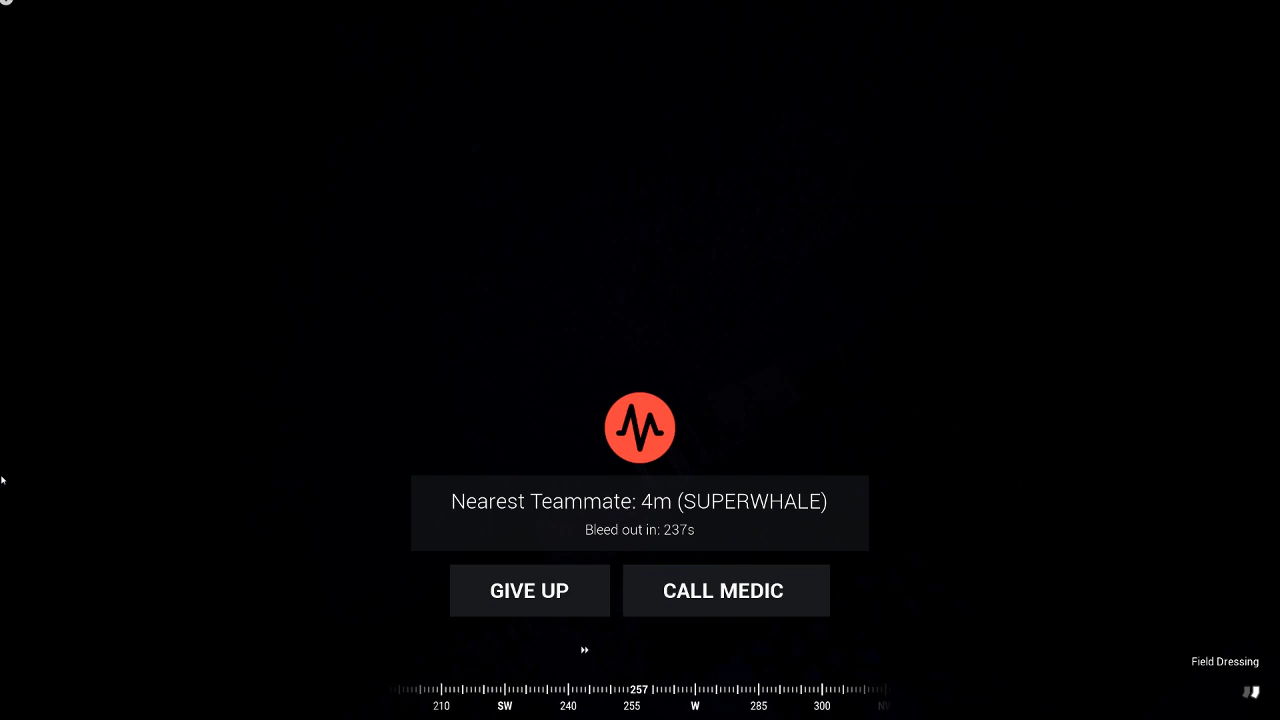 Nearest Teammate: 4m (SUPERWHALE)
Bleed out in: 237s
GIVE UP
CALL MEDIC
Field Dressing
257
210 SW 240 255 W 285 300 NW